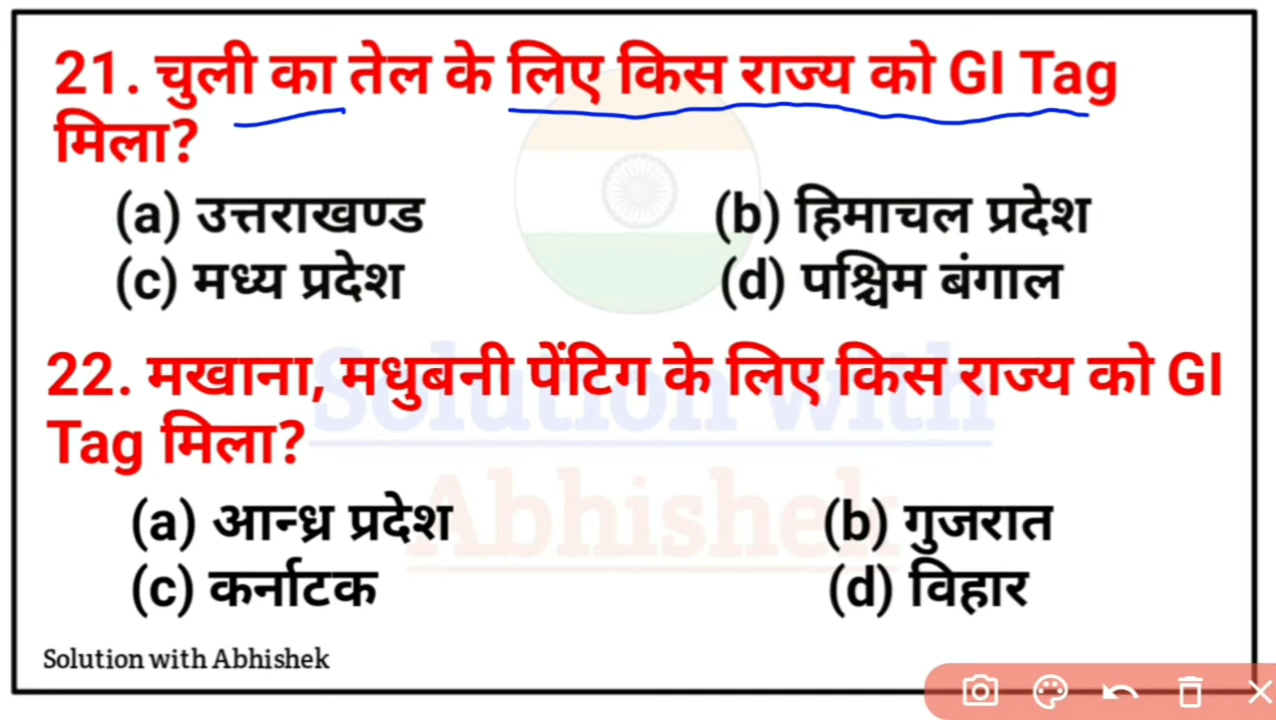 21. चुली का तेल के लिए किस राज्य को GI Tag
मिला?
(a) उत्तराखण्ड (b) हिमाचल प्रदेश
(c) मध्य प्रदेश (d) पश्चिम बंगाल
22. मखाना, मधुबनी पेंटिग के लिए किस राज्य को GI
Tag मिला?
(a) आन्ध्र प्रदेश (b) गुजरात
(c) कर्नाटक (d) विहार
Solution with Abhishek
Solution with
Abhishek